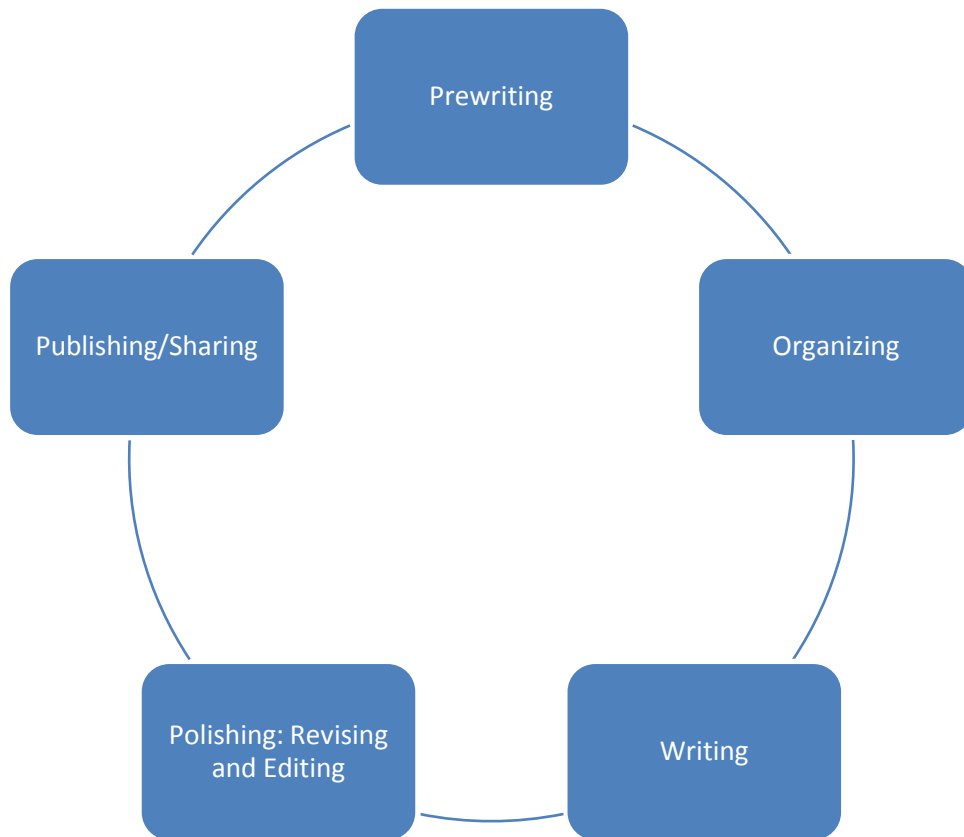 Prewriting
Organizing
Writing
Polishing: Revising
and Editing
Publishing/Sharing